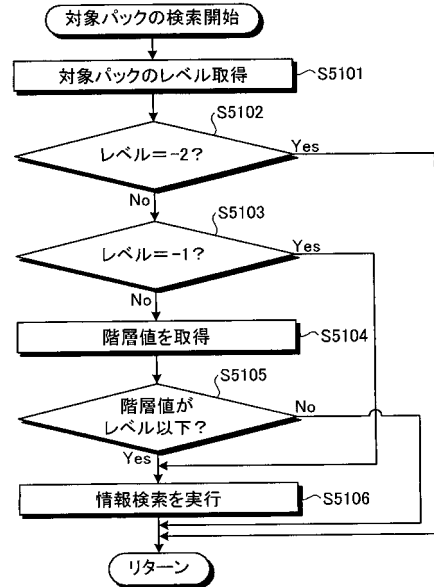 対象パックの検索開始
対象パックのレベル取得
S5101
S5102
レベル=-2?
Yes
No
S5103
レベル=-1?
Yes
No
階層値を取得
S5104
S5105
階層値が
レベル以下?
No
Yes
情報検索を実行
S5106
リターン